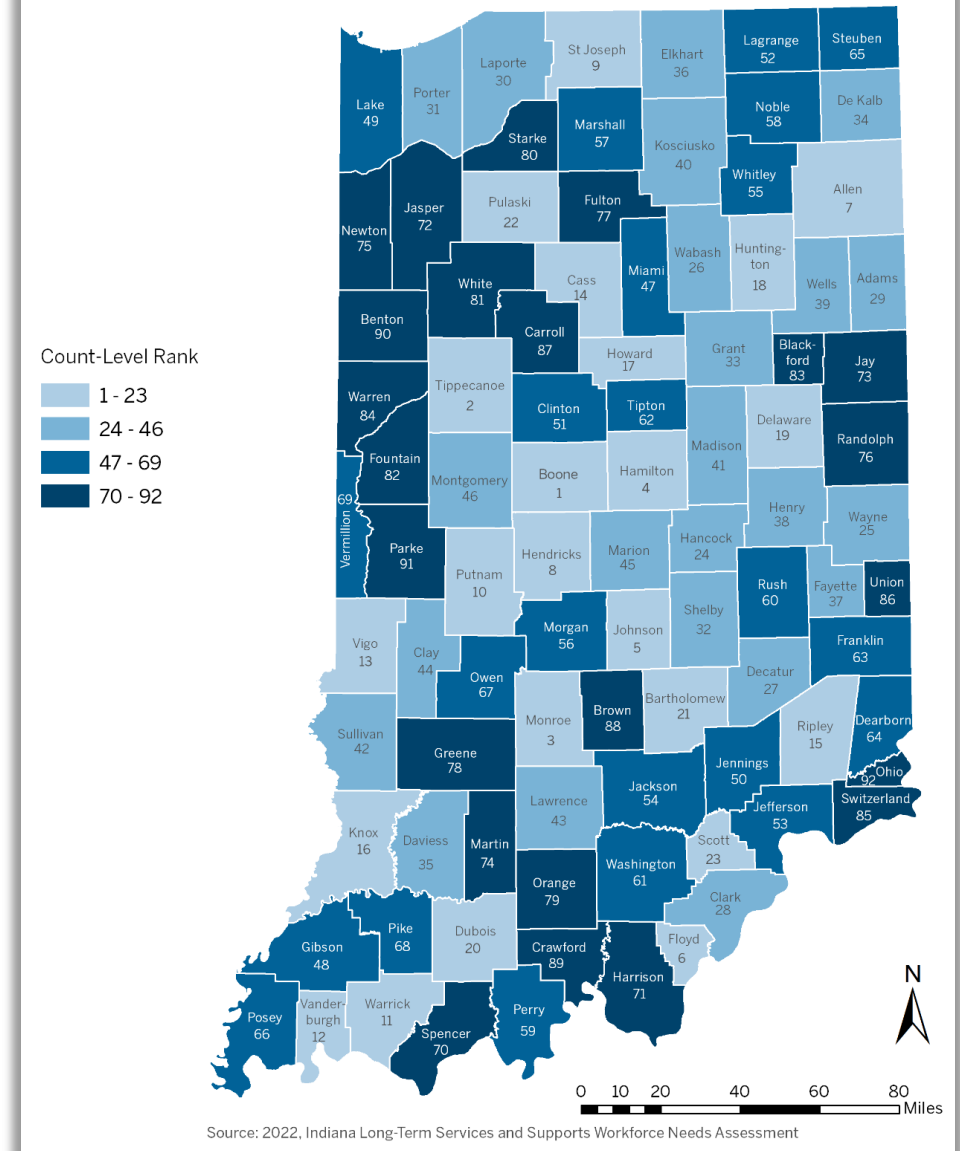 St Joseph
9
Lagrange
52
Steuben
65
Laporte
30
Elkhart
36
Porter
31
Lake
49
Noble
58
De Kalb
34
Starke
80
Marshall
57
Kosciusko
40
Whitley
55
Allen
7
Jasper
72
Pulaski
22
Fulton
77
Newton
75
Wabash
26
Hunting-
ton
18
Miami
47
White
81
Cass
14
Wells
39
Adams
29
Benton
90
Carroll
87
Howard
17
Grant
33
Black-
ford
83
Jay
73
Count-Level Rank
1 - 23
24 - 46
47 - 69
70 - 92
Warren
84
Tippecanoe
2
Clinton
51
Tipton
62
Delaware
19
Randolph
76
Fountain
82
Montgomery
46
Boone
1
Hamilton
4
Madison
41
Vermillion 69
Henry
38
Wayne
25
Parke
91
Putnam
10
Hendricks
8
Marion
45
Hancock
24
Rush
60
Fayette
37
Union
86
Vigo
13
Clay
44
Morgan
56
Johnson
5
Shelby
32
Franklin
63
Owen
67
Decatur
27
Sullivan
42
Greene
78
Monroe
3
Brown
88
Bartholomew
21
Ripley
15
Dearborn
64
Jennings
50
Ohio
92
Switzerland
85
Knox
16
Daviess
35
Martin
74
Lawrence
43
Jackson
54
Jefferson
53
Scott
23
Orange
79
Washington
61
Clark
28
Gibson
48
Pike
68
Dubois
20
Crawford
89
Floyd
6
Harrison
71
Posey
66
Vander-
burgh
12
Warrick
11
Spencer
70
Perry
59
N
0 10 20 40 60 80
Miles
Source: 2022, Indiana Long-Term Services and Supports Workforce Needs Assessment